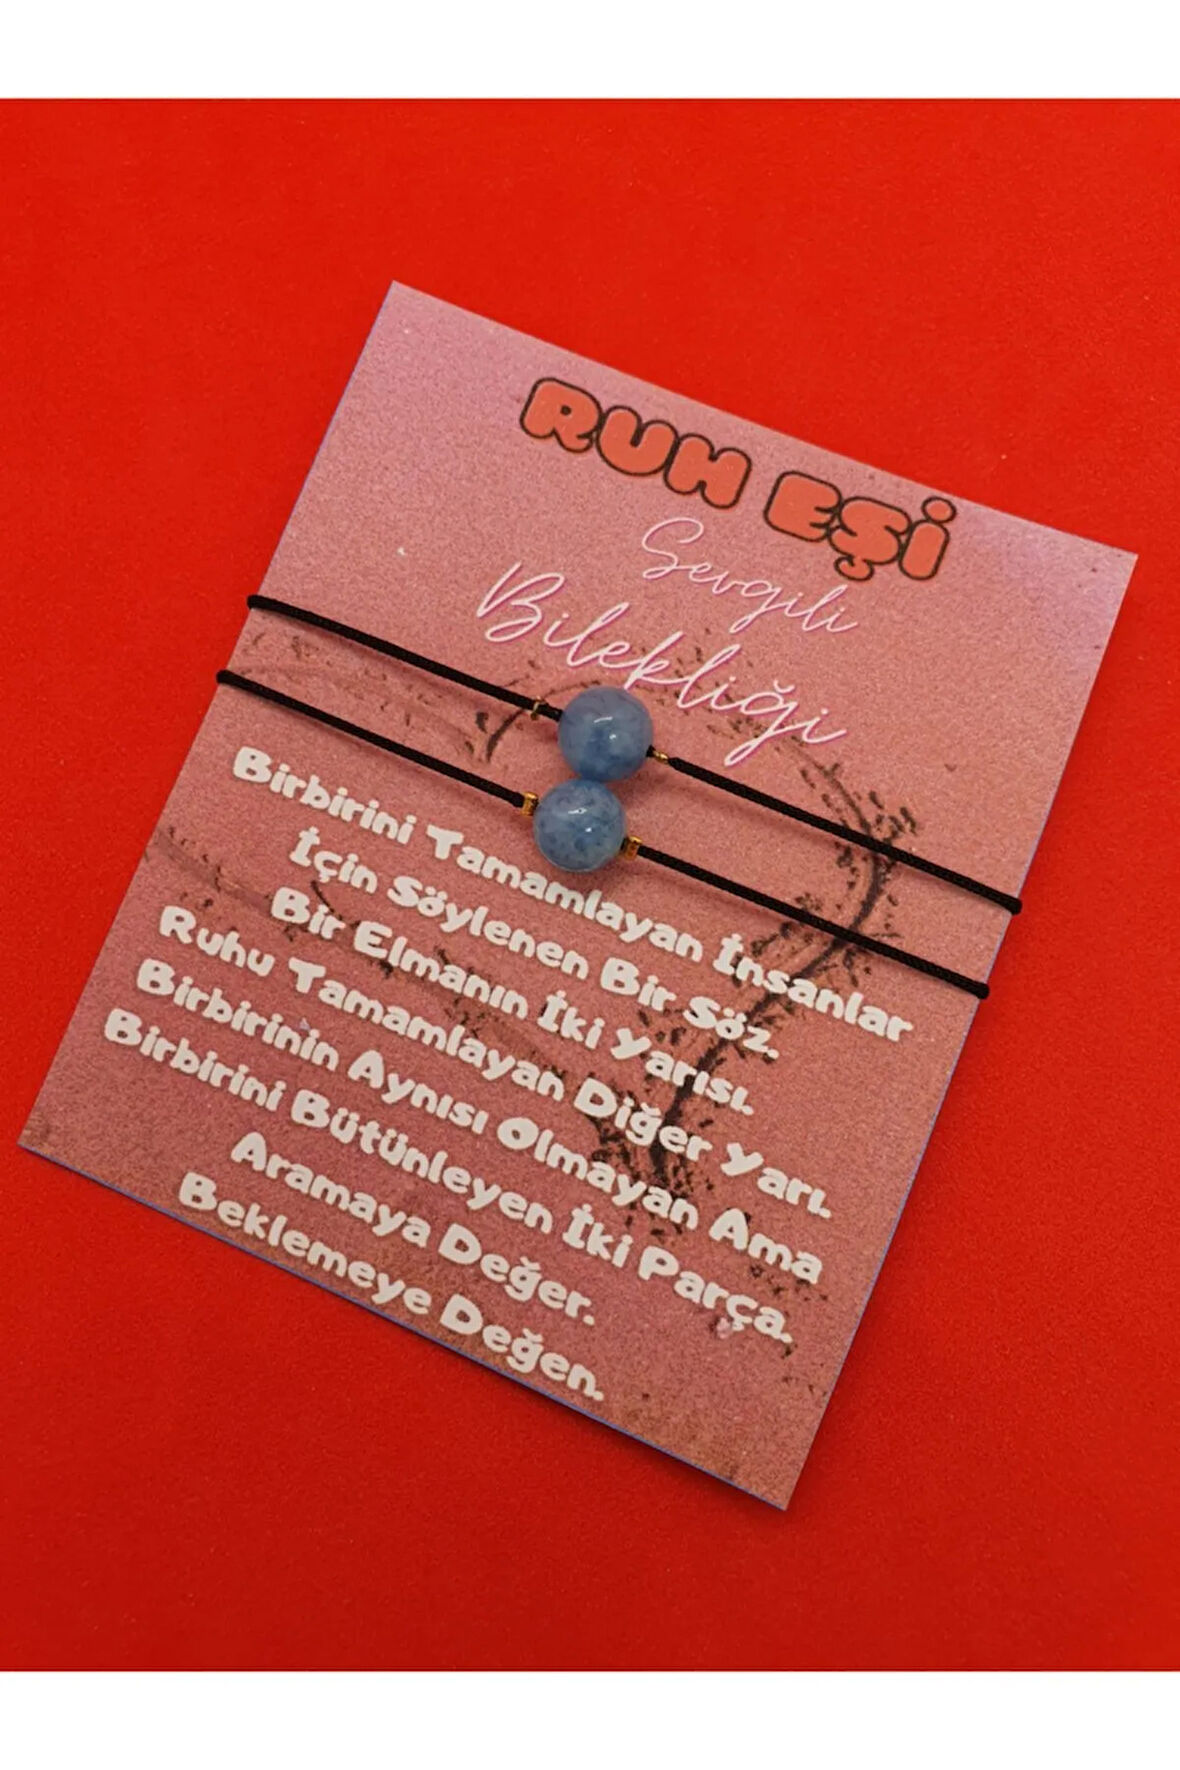 RUH EŞİ
Sevgili
Bilekliği
Birbirini Tamamlayan İnsanlar
İçin Söylenen Bir Söz.
Bir Elmanın İki Yarısı.
Ruhu Tamamlayan Diğer Yarı.
Birbirinin Aynısı Olmayan Ama
Birbirini Bütünleyen İki Parça.
Aramaya Değer.
Beklemeye Değen.